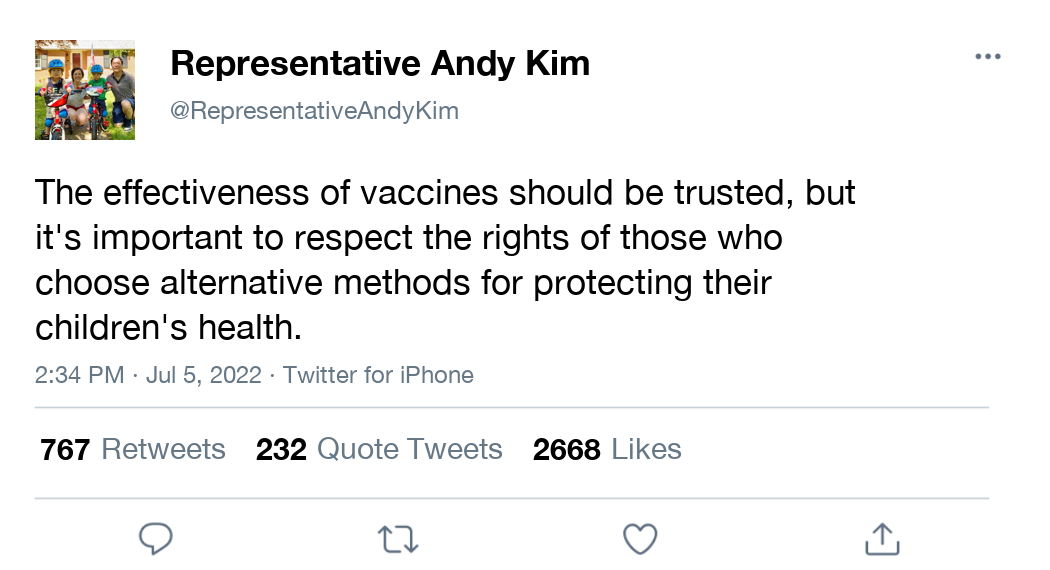 Representative Andy Kim
@RepresentativeAndyKim
The effectiveness of vaccines should be trusted, but
it's important to respect the rights of those who
choose alternative methods for protecting their
children's health.
2:34 PM · Jul 5, 2022 · Twitter for iPhone
767 Retweets 232 Quote Tweets 2668 Likes